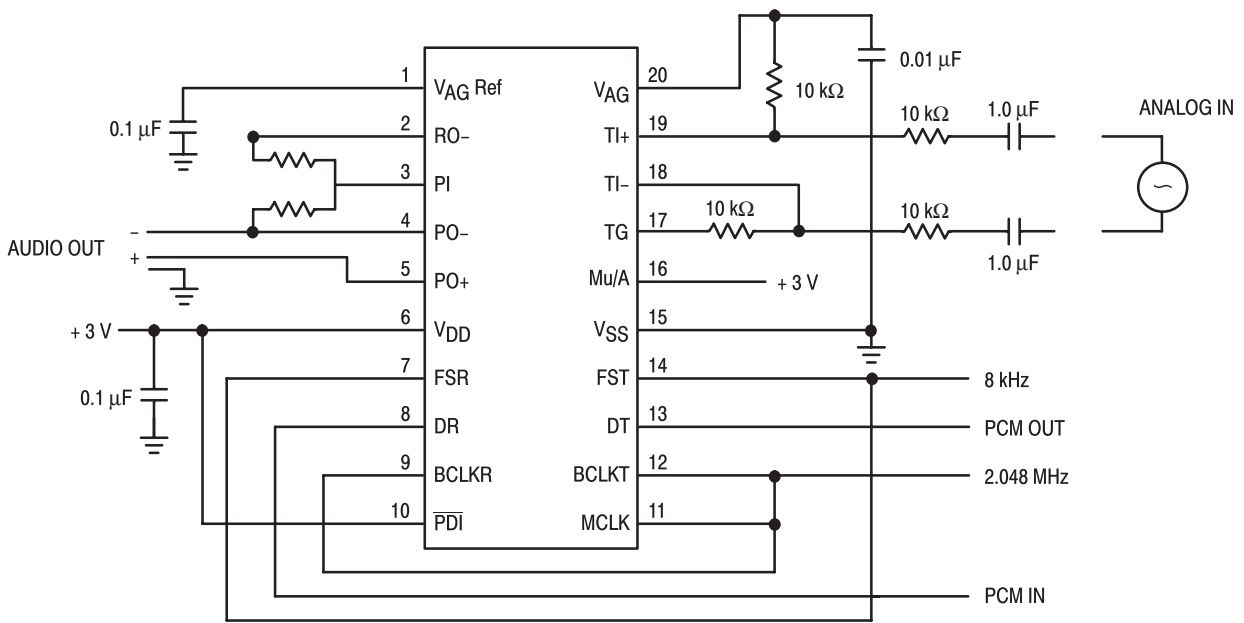 0.01 µF
10 kΩ
10 kΩ
1.0 µF
ANALOG IN
0.1 µF
1
VAG Ref
VAG
20
2
RO–
TI+
19
3
PI
TI–
18
10 kΩ
10 kΩ
AUDIO OUT
–
+
4
PO–
TG
17
1.0 µF
5
PO+
Mu/A
16
+ 3 V
+ 3 V
6
VDD
VSS
15
7
FSR
FST
14
8 kHz
0.1 µF
8
DR
DT
13
PCM OUT
9
BCLKR
BCLKT
12
2.048 MHz
10
PDI
MCLK
11
PCM IN